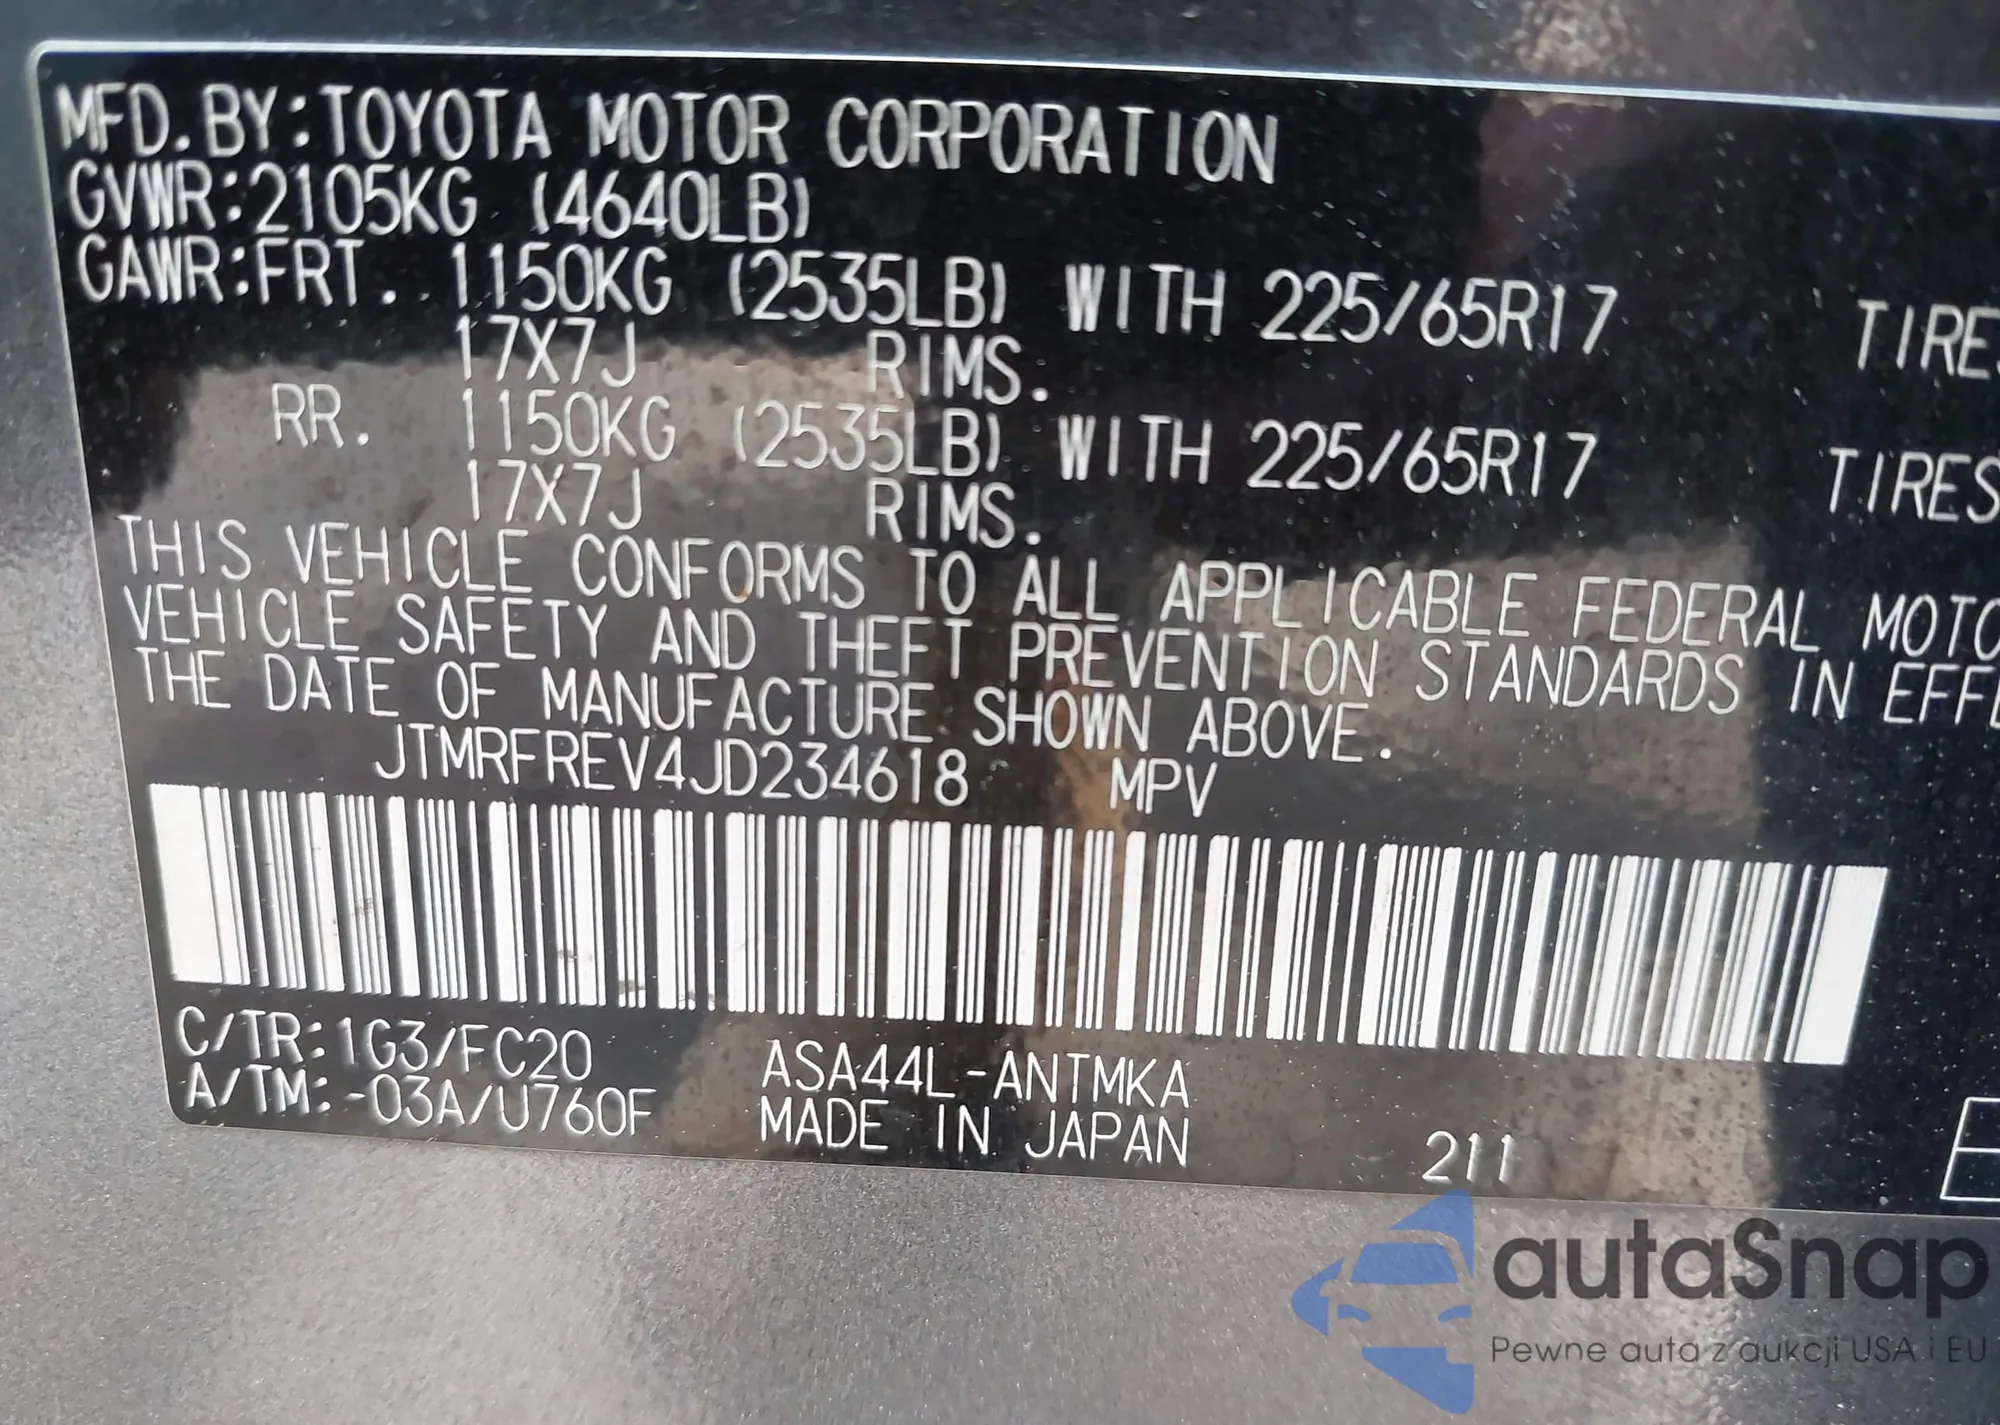 MFD.BY:TOYOTA MOTOR CORPORATION
GVWR:2105KG (4640LB)
GAWR:FRT. 1150KG (2535LB) WITH 225/65R17 TIRES
17X7J RIMS.
RR. 1150KG (2535LB) WITH 225/65R17 TIRES
17X7J RIMS.
THIS VEHICLE CONFORMS TO ALL APPLICABLE FEDERAL MOTO
VEHICLE SAFETY AND THEFT PREVENTION STANDARDS IN EFFE
THE DATE OF MANUFACTURE SHOWN ABOVE.
JTMRFREV4JD234618 MPV
C/TR:1G3/FC20 ASA44L-ANTMKA
A/TM:-03A/U760F MADE IN JAPAN 211
autaSnap
Pewne auta z aukcji USA i EU